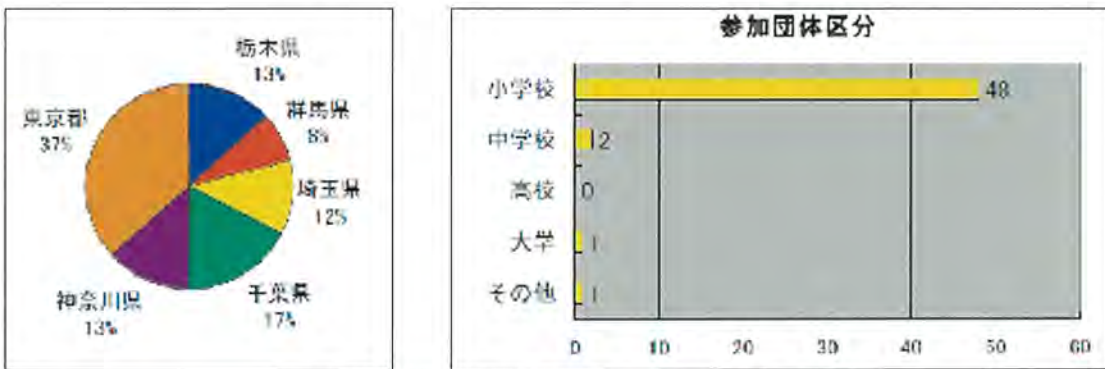 栃木県
13%
群馬県
8%
埼玉県
12%
千葉県
17%
神奈川県
13%
東京都
37%
参加団体区分
小学校 48
中学校 2
高校 0
大学 1
その他 1
0 10 20 30 40 50 60